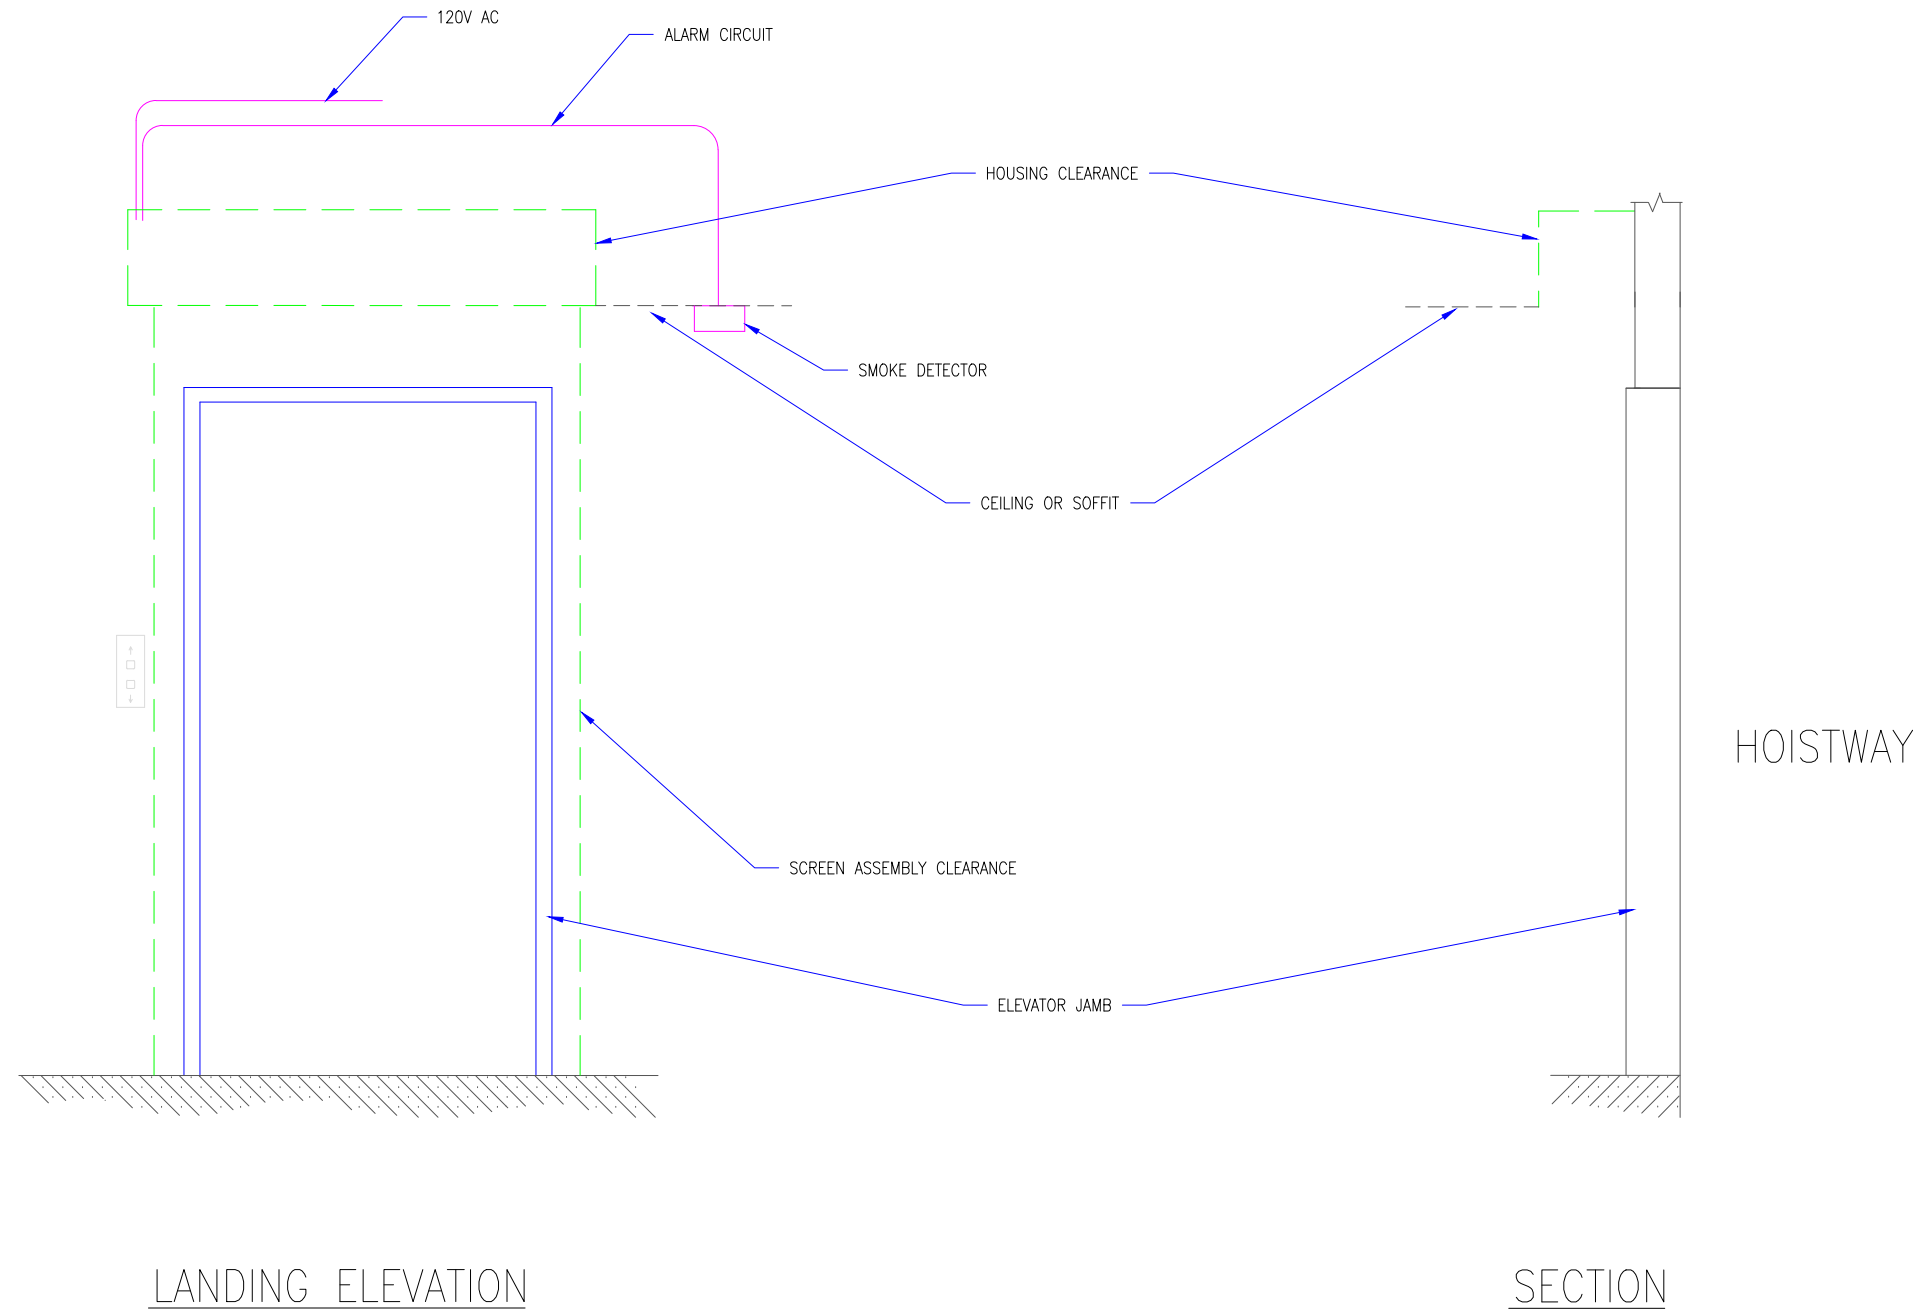 120V AC
ALARM CIRCUIT
HOUSING CLEARANCE
SMOKE DETECTOR
CEILING OR SOFFIT
HOISTWAY
SCREEN ASSEMBLY CLEARANCE
ELEVATOR JAMB
LANDING ELEVATION
SECTION